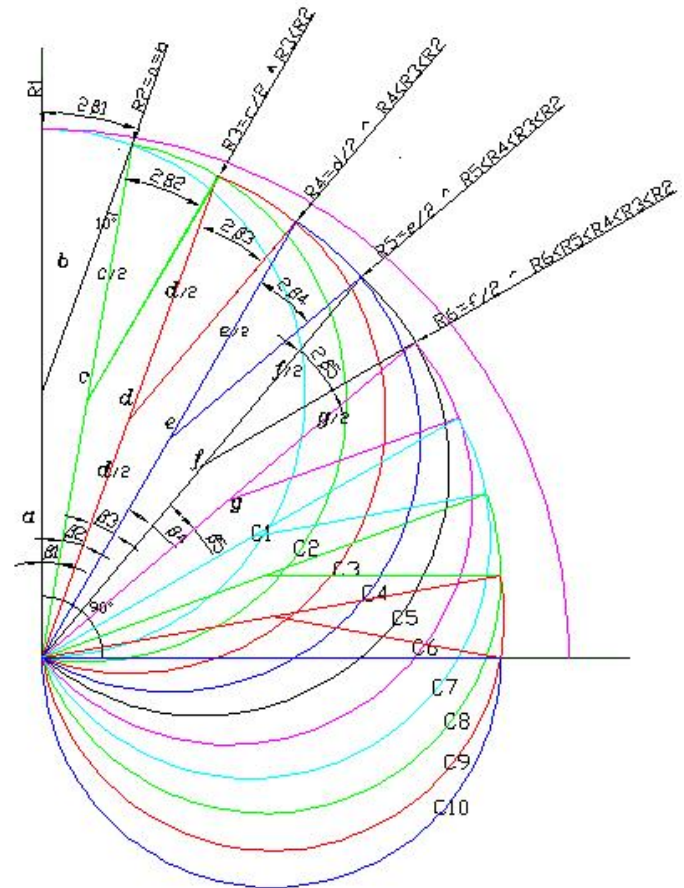 R1
2β1
R2=a=b
R3=c/2 ^ R3<R2
R4=d/2 ^ R4<R3<R2
R5=e/2 ^ R5<R4<R3<R2
R6=f/2 ^ R6<R5<R4<R3<R2
2β2
10°
b
c/2
2β3
d/2
2β4
e/2
2β5
f/2
g/2
c
d
e
f
g
d/2
a
β1
β2
β3
β4
β5
90°
C1
C2
C3
C4
C5
C6
C7
C8
C9
C10